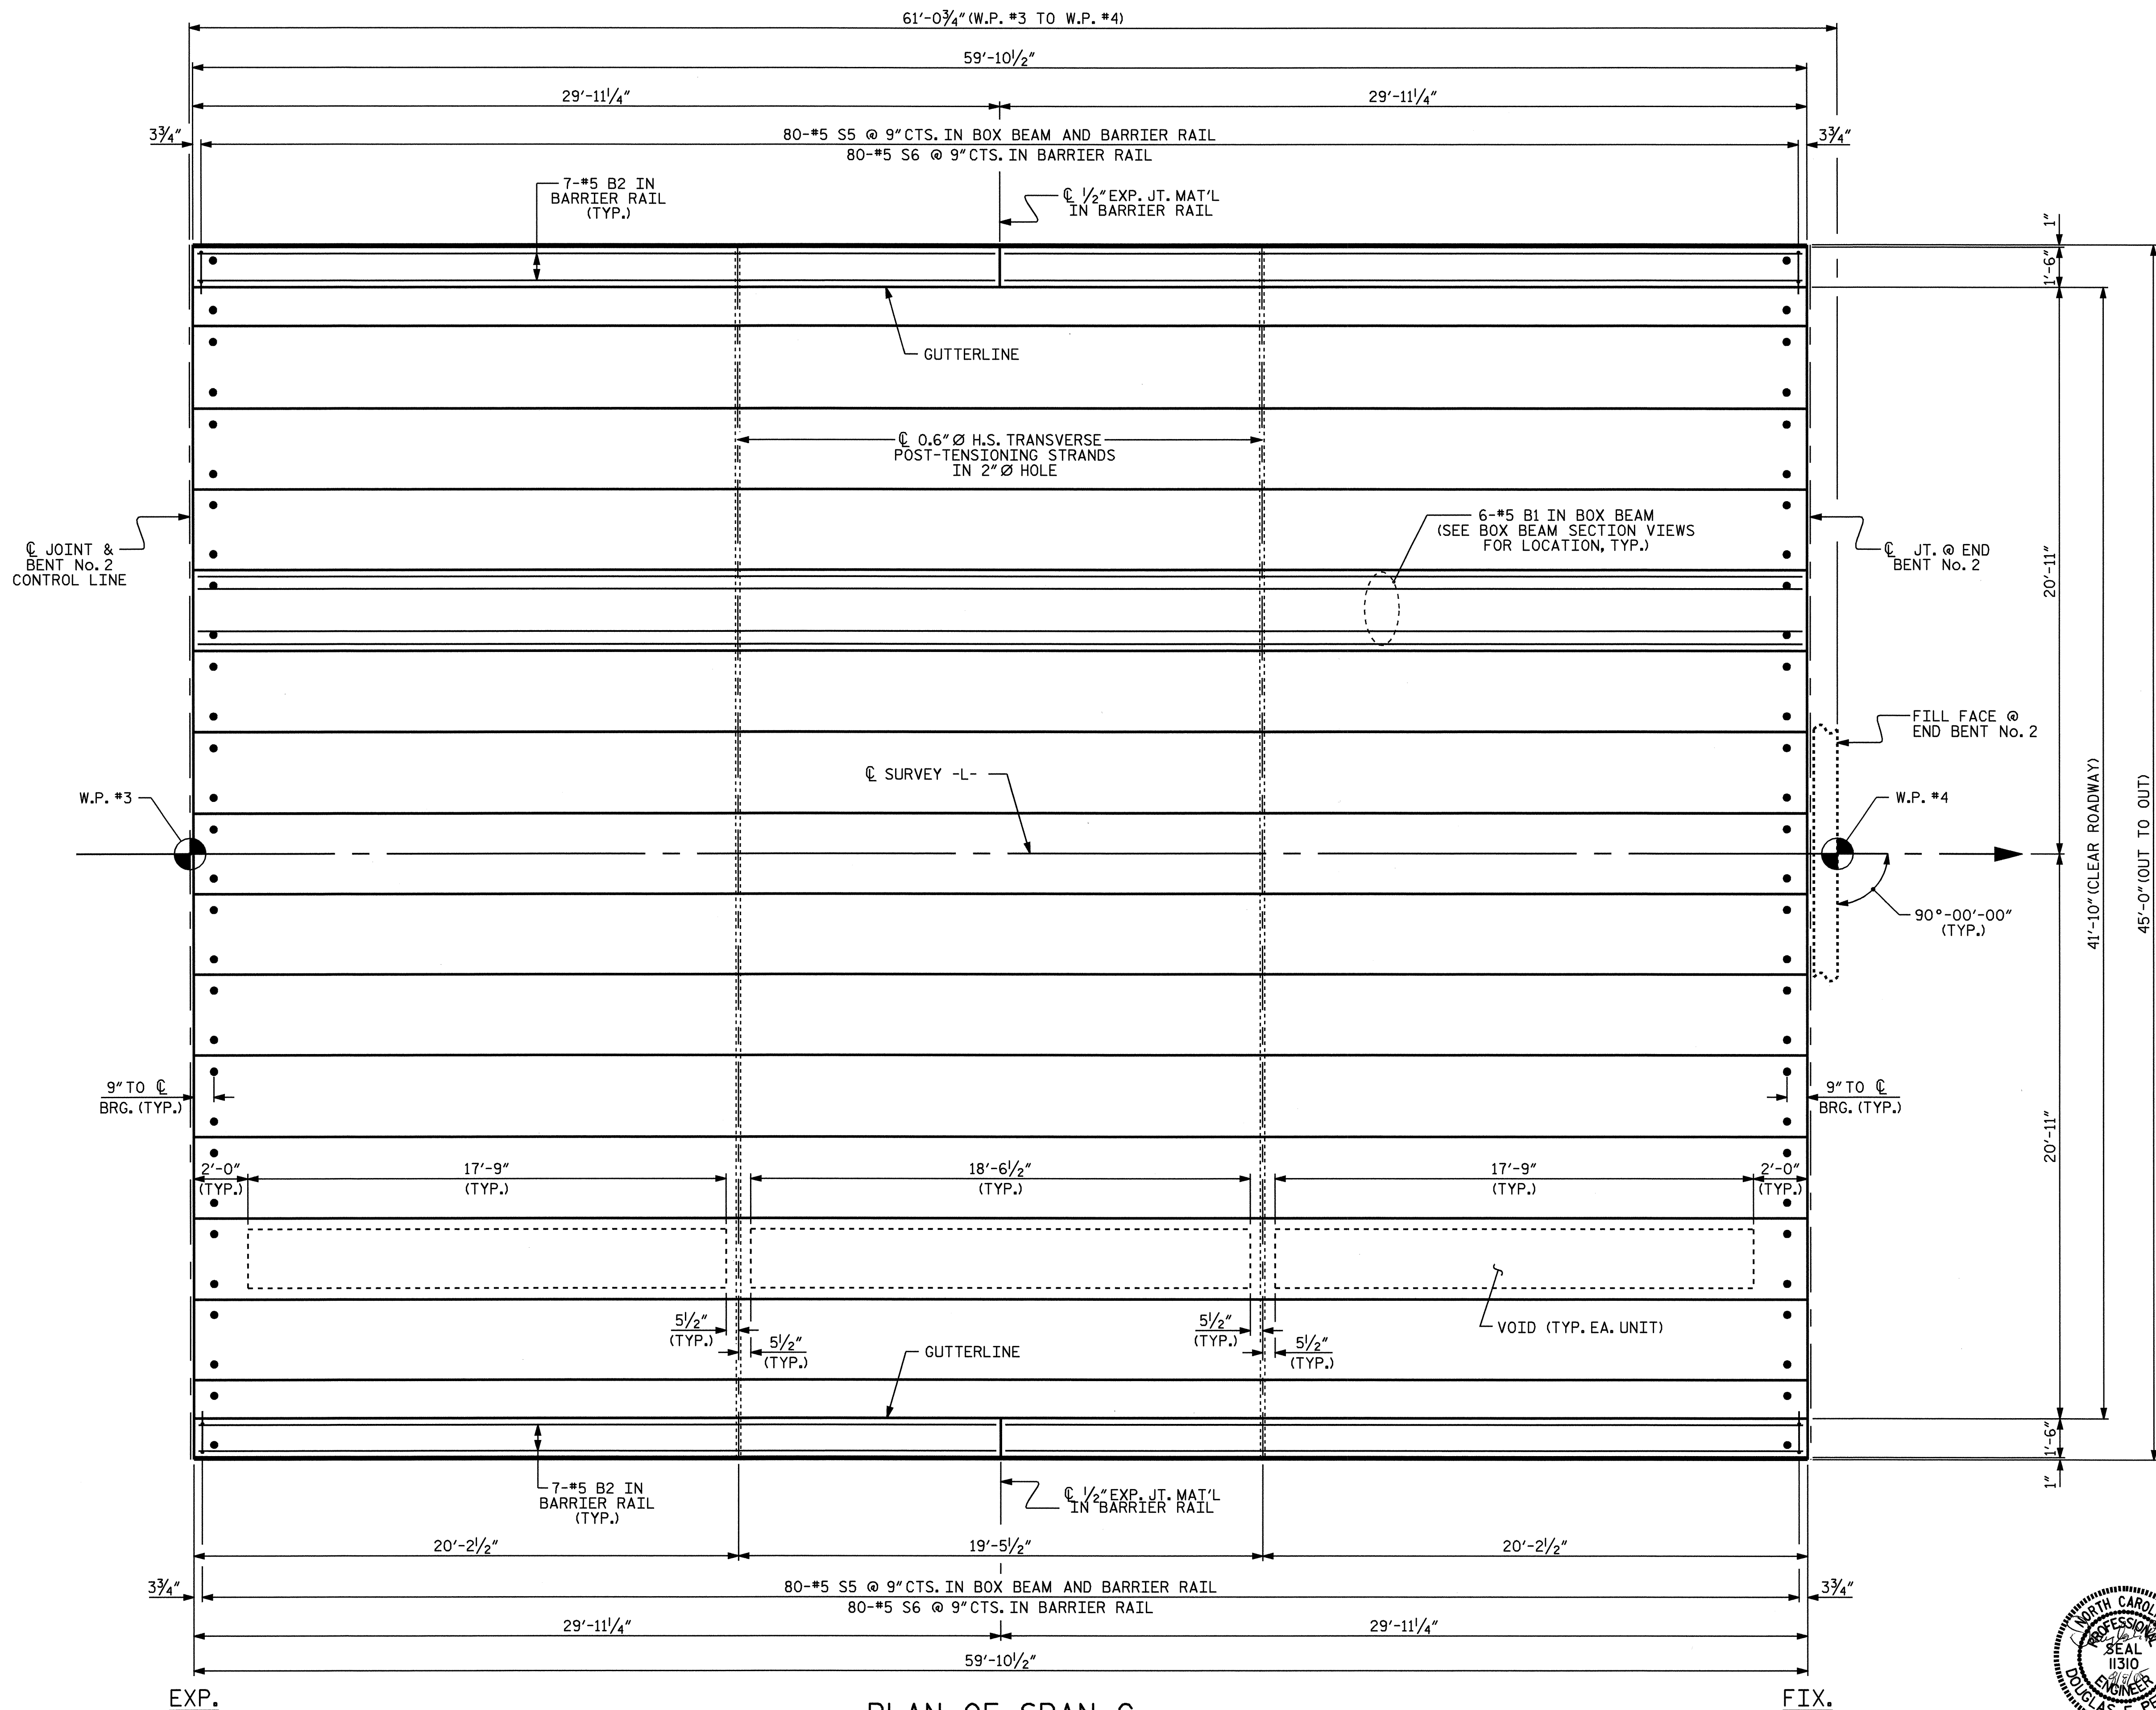 61'-0¾" (W.P. #3 TO W.P. #4)
59'-10½"
29'-11¼"
29'-11¼"
3¾"
80-#5 S5 @ 9" CTS. IN BOX BEAM AND BARRIER RAIL
3¾"
80-#5 S6 @ 9" CTS. IN BARRIER RAIL
7-#5 B2 IN
BARRIER RAIL
(TYP.)
℄ ½" EXP. JT. MAT'L
IN BARRIER RAIL
1"
1'-6"
GUTTERLINE
℄ 0.6" Ø H.S. TRANSVERSE
POST-TENSIONING STRANDS
IN 2" Ø HOLE
6-#5 B1 IN BOX BEAM
(SEE BOX BEAM SECTION VIEWS
FOR LOCATION, TYP.)
℄ JOINT &
BENT No. 2
CONTROL LINE
℄ JT. @ END
BENT No. 2
20'-11"
FILL FACE @
END BENT No. 2
℄ SURVEY -L-
W.P. #3
W.P. #4
41'-10" (CLEAR ROADWAY)
45'-0" (OUT TO OUT)
90°-00'-00"
(TYP.)
9" TO ℄
BRG. (TYP.)
9" TO ℄
BRG. (TYP.)
20'-11"
2'-0"
(TYP.)
17'-9"
(TYP.)
18'-6½"
(TYP.)
17'-9"
(TYP.)
2'-0"
(TYP.)
5½"
(TYP.)
5½"
(TYP.)
5½"
(TYP.)
5½"
(TYP.)
VOID (TYP. EA. UNIT)
GUTTERLINE
1'-6"
1"
7-#5 B2 IN
BARRIER RAIL
(TYP.)
℄ ½" EXP. JT. MAT'L
IN BARRIER RAIL
20'-2½"
19'-5½"
20'-2½"
3¾"
80-#5 S5 @ 9" CTS. IN BOX BEAM AND BARRIER RAIL
3¾"
80-#5 S6 @ 9" CTS. IN BARRIER RAIL
29'-11¼"
29'-11¼"
59'-10½"
EXP.
FIX.
PLAN OF SPAN
NORTH
PROFESSIONAL
SEAL
11310
ENGINEER
DOUGLAS